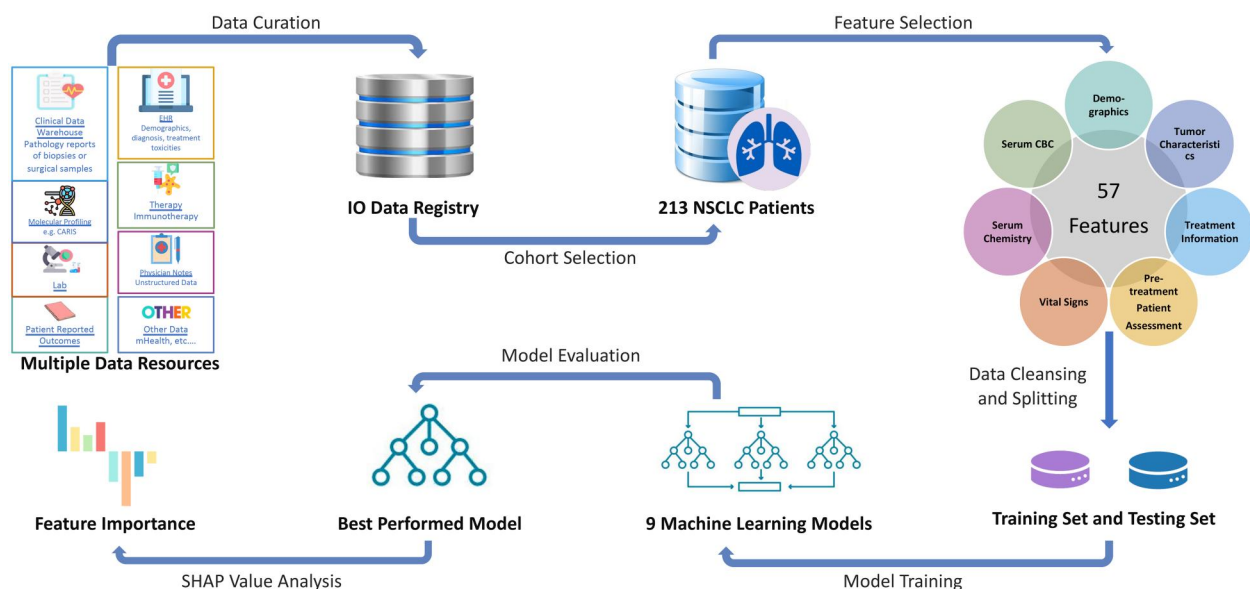 Data Curation
Feature Selection
Clinical Data
Warehouse
Pathology reports
of biopsies or
surgical samples
EHR
Demographics,
diagnosis, treatment
toxicities
Molecular Profiling
e.g. CARIS
Therapy
Immunotherapy
Lab
Physician Notes
Unstructured Data
Patient Reported
Outcomes
OTHER
Other Data
mHealth, etc....
Multiple Data Resources
IO Data Registry
213 NSCLC Patients
Cohort Selection
Demo-
graphics
Tumor
Characteristi
cs
Treatment
Information
Pre-
treatment
Patient
Assessment
Vital Signs
Serum
Chemistry
Serum CBC
57
Features
Data Cleansing
and Splitting
Training Set and Testing Set
Model Training
9 Machine Learning Models
Model Evaluation
Best Performed Model
SHAP Value Analysis
Feature Importance